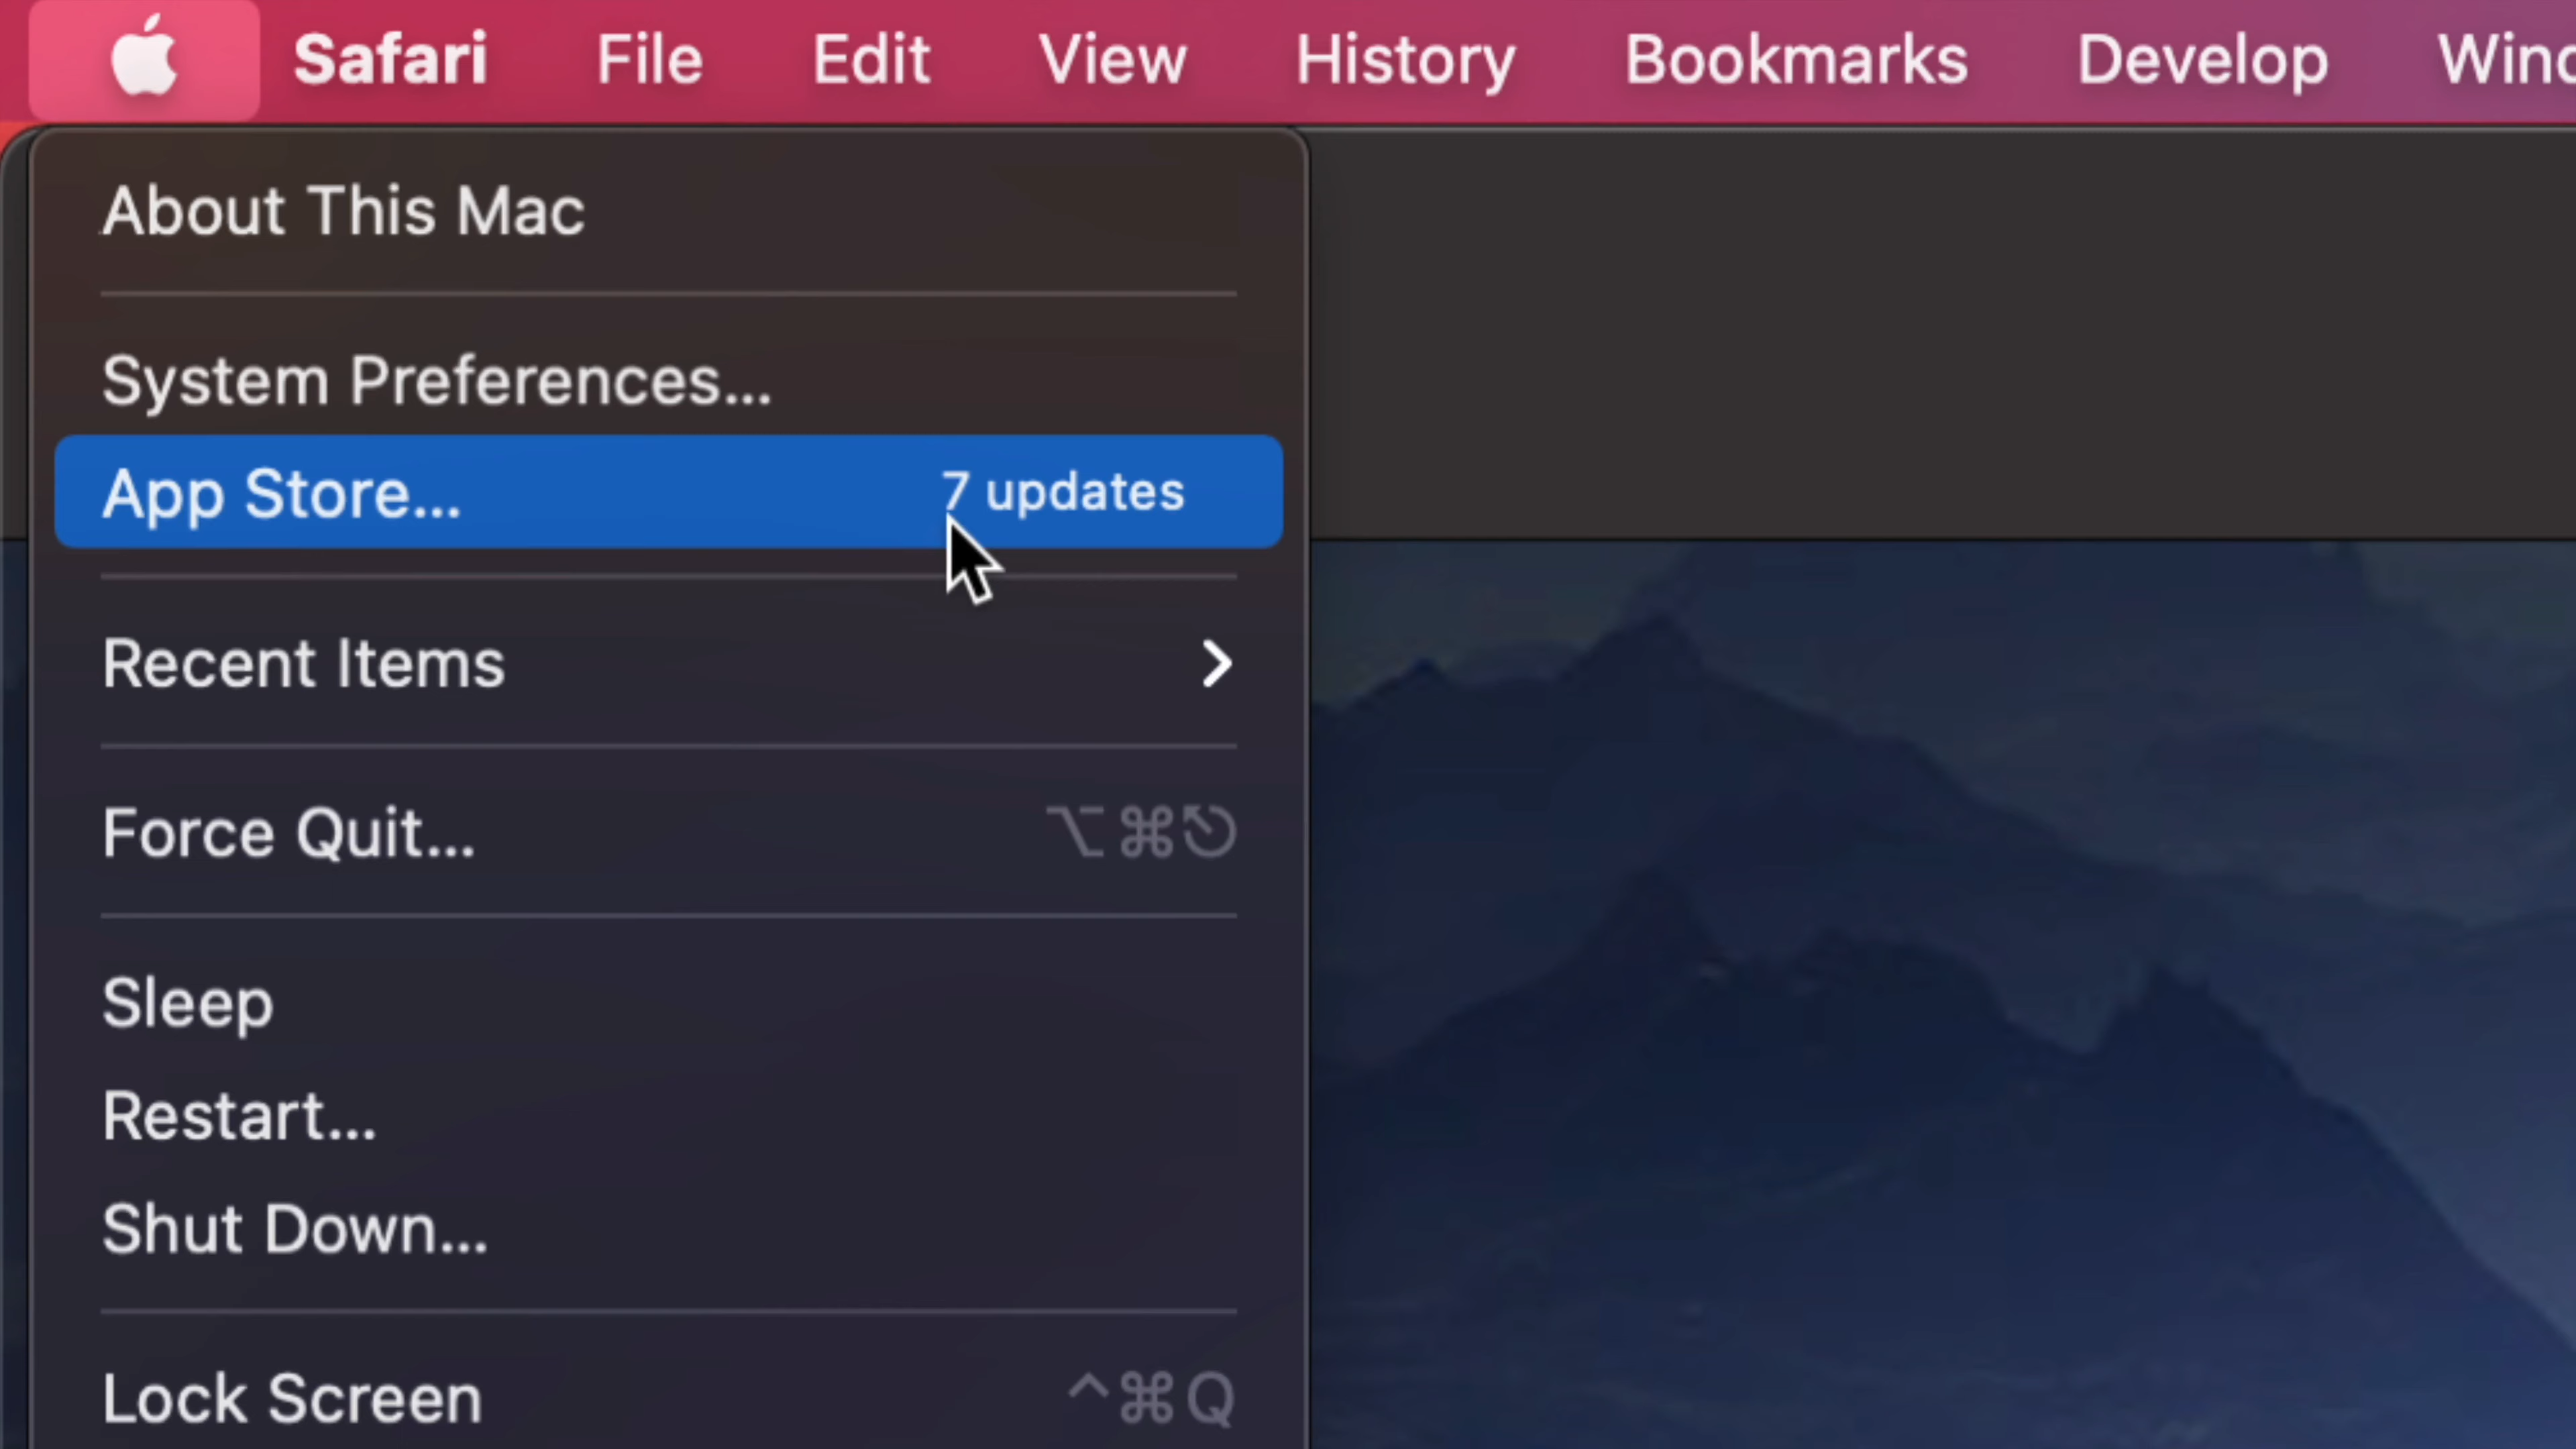 Safari File Edit View History Bookmarks Develop
About This Mac
System Preferences...
App Store... 7 updates
Recent Items
Force Quit... ⌥⌘⎋
Sleep
Restart...
Shut Down...
Lock Screen ^⌘Q